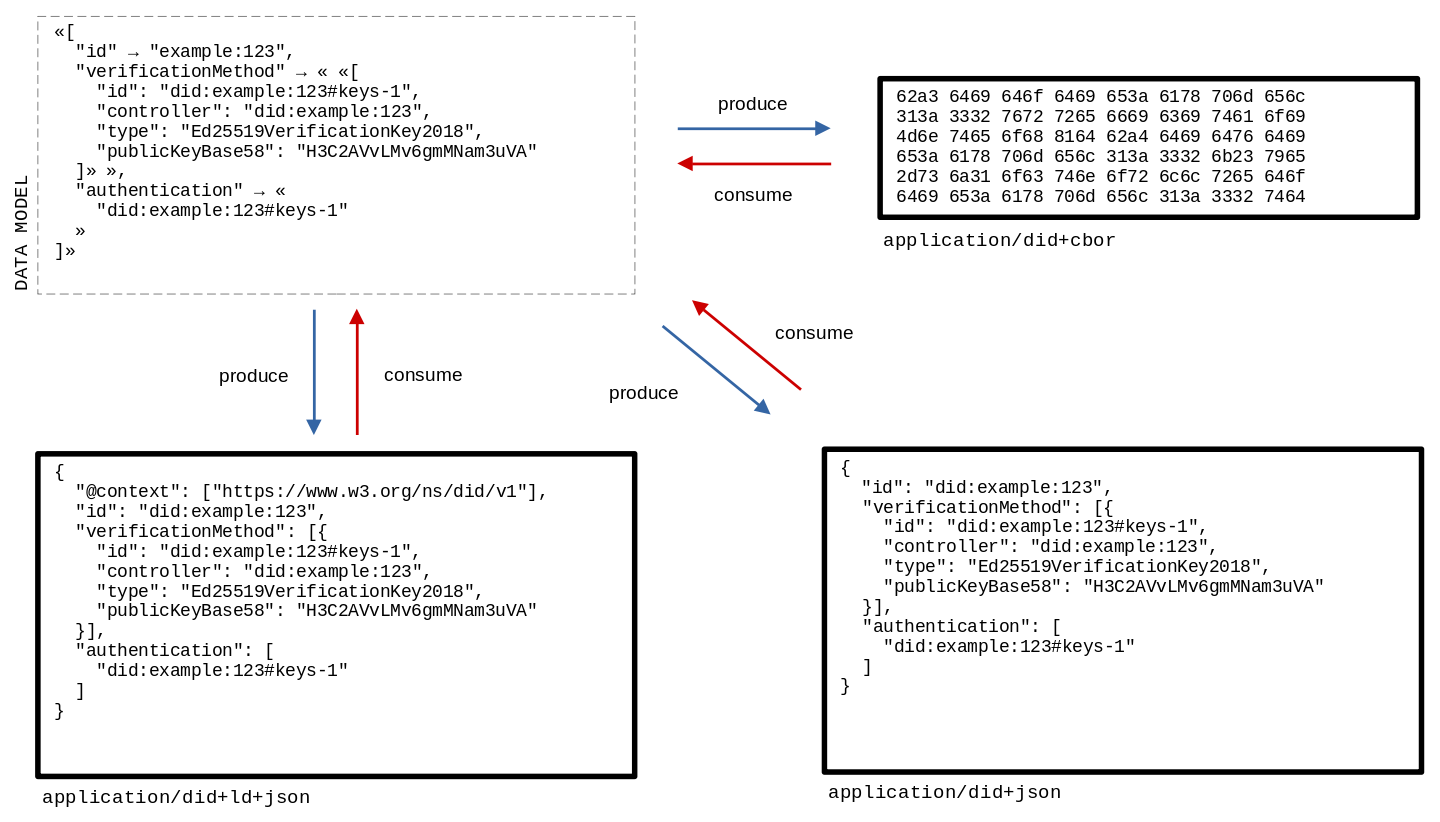 DATA MODEL
«[
  "id" → "example:123",
  "verificationMethod" → « «[
    "id": "did:example:123#keys-1",
    "controller": "did:example:123",
    "type": "Ed25519VerificationKey2018",
    "publicKeyBase58": "H3C2AVvLMv6gmMNam3uVA"
  ]» »,
  "authentication" → «
    "did:example:123#keys-1"
  »
]»
produce
consume
62a3 6469 646f 6469 653a 6178 706d 656c
313a 3332 7672 7265 6669 6369 7461 6f69
4d6e 7465 6f68 8164 62a4 6469 6476 6469
653a 6178 706d 656c 313a 3332 6b23 7965
2d73 6a31 6f63 746e 6f72 6c6c 7265 646f
6469 653a 6178 706d 656c 313a 3332 7464
application/did+cbor
produce
consume
consume
produce
{
  "@context": ["https://www.w3.org/ns/did/v1"],
  "id": "did:example:123",
  "verificationMethod": [{
    "id": "did:example:123#keys-1",
    "controller": "did:example:123",
    "type": "Ed25519VerificationKey2018",
    "publicKeyBase58": "H3C2AVvLMv6gmMNam3uVA"
  }],
  "authentication": [
    "did:example:123#keys-1"
  ]
}
application/did+ld+json
{
  "id": "did:example:123",
  "verificationMethod": [{
    "id": "did:example:123#keys-1",
    "controller": "did:example:123",
    "type": "Ed25519VerificationKey2018",
    "publicKeyBase58": "H3C2AVvLMv6gmMNam3uVA"
  }],
  "authentication": [
    "did:example:123#keys-1"
  ]
}
application/did+json